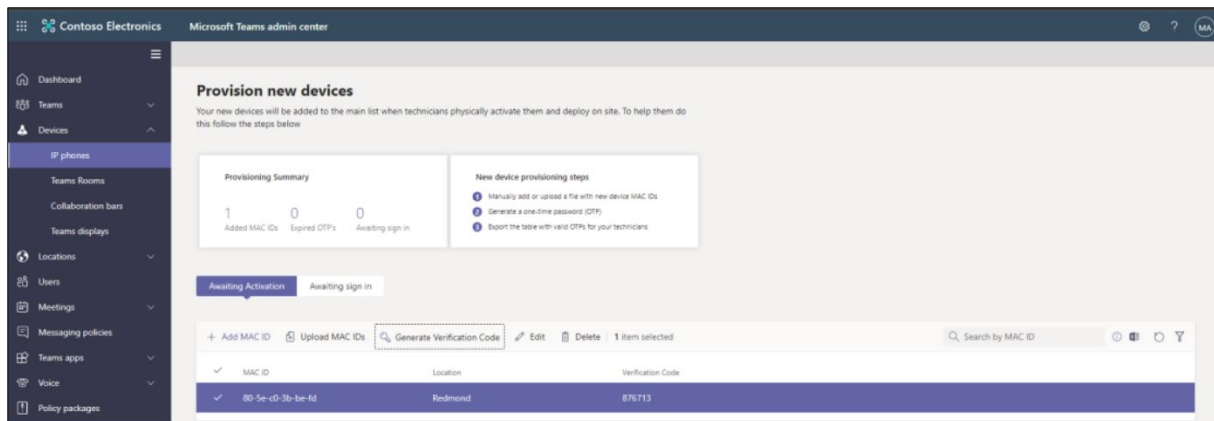 Contoso Electronics
Microsoft Teams admin center
?
MA
Dashboard
Teams
Devices
IP phones
Teams Rooms
Collaboration bars
Teams displays
Locations
Users
Meetings
Messaging policies
Teams apps
Voice
Policy packages
Provision new devices
Your new devices will be added to the main list when technicians physically activate them and deploy on site. To help them do
this follow the steps below
Provisioning Summary
1 0 0
Added MAC IDs Expired OTP's Awaiting sign in
New device provisioning steps
1 Manually add or upload a file with new device MAC IDs
2 Generate a one-time password (OTP)
3 Export the table with valid OTPs for your technicians
Awaiting Activation Awaiting sign in
+ Add MAC ID Upload MAC IDs Generate Verification Code Edit Delete 1 item selected Search by MAC ID
MAC ID Location Verification Code
80-5e-c0-3b-be-fd Redmond 876713